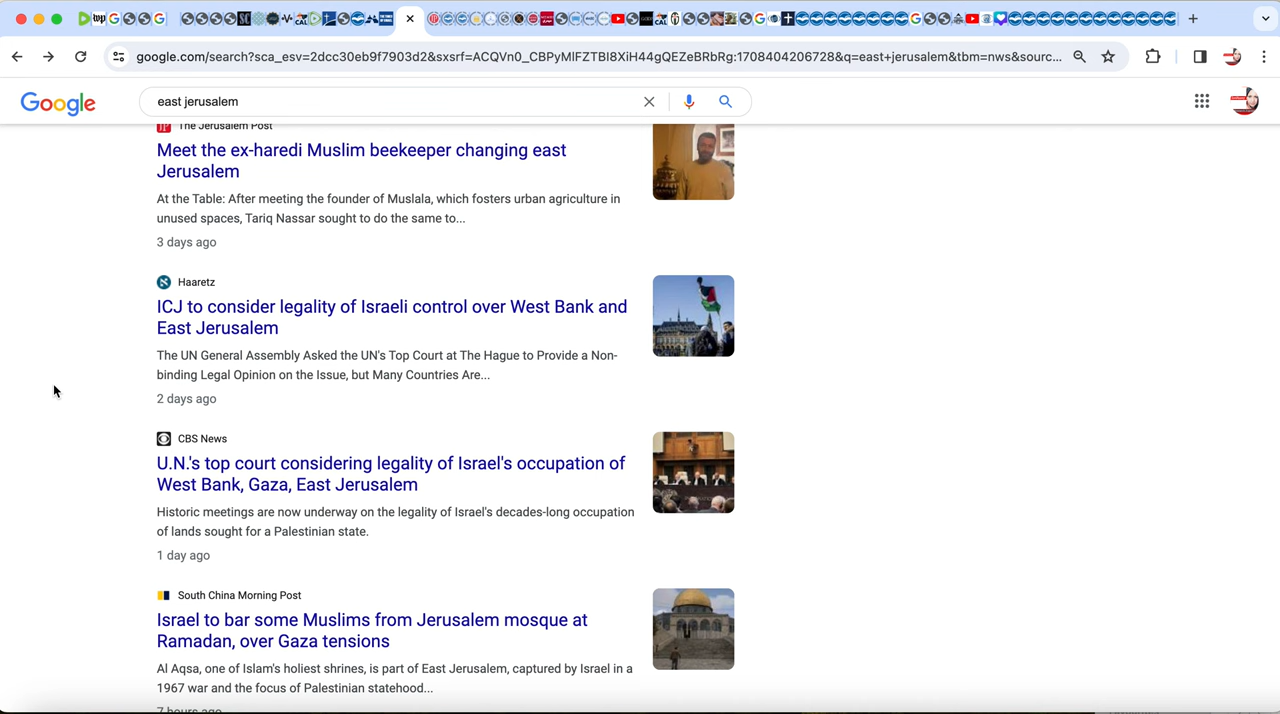 google.com/search?sca_esv=2dcc30eb9f7903d2&sxsrf=ACQVn0_CBPyMlFZTBI8XiH44gQEZeBRbRg:1708404206728&q=east+jerusalem&tbm=nws&sourc...
Google
east jerusalem
The Jerusalem Post
Meet the ex-haredi Muslim beekeeper changing east
Jerusalem
At the Table: After meeting the founder of Muslala, which fosters urban agriculture in
unused spaces, Tariq Nassar sought to do the same to...
3 days ago
Haaretz
ICJ to consider legality of Israeli control over West Bank and
East Jerusalem
The UN General Assembly Asked the UN's Top Court at The Hague to Provide a Non-
binding Legal Opinion on the Issue, but Many Countries Are...
2 days ago
CBS News
U.N.'s top court considering legality of Israel's occupation of
West Bank, Gaza, East Jerusalem
Historic meetings are now underway on the legality of Israel's decades-long occupation
of lands sought for a Palestinian state.
1 day ago
South China Morning Post
Israel to bar some Muslims from Jerusalem mosque at
Ramadan, over Gaza tensions
Al Aqsa, one of Islam's holiest shrines, is part of East Jerusalem, captured by Israel in a
1967 war and the focus of Palestinian statehood...
7 hours ago